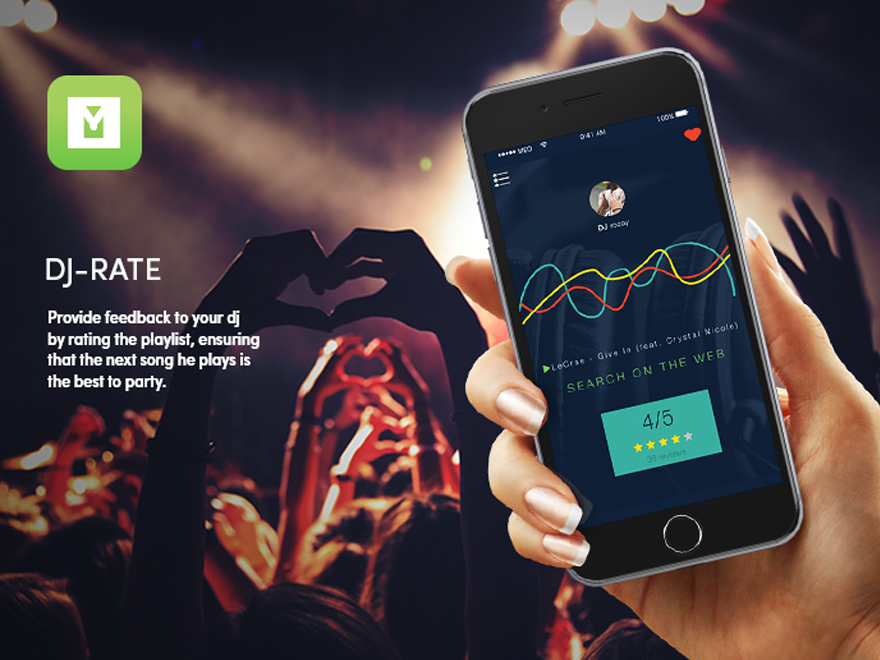 DJ-RATE
Provide feedback to your dj
by rating the playlist, ensuring
that the next song he plays is
the best to party.
MEO
9:41 AM
100%
DJ rozay
LeCrae - Give In (feat. Crystal Nicole)
SEARCH ON THE WEB
4/5
38 reviews